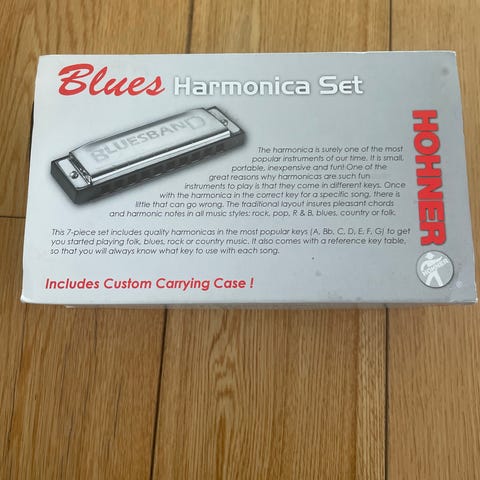 Blues Harmonica Set
BLUESBAND
HOHNER
The harmonica is surely one of the most
popular instruments of our time. It is small,
portable, inexpensive and fun! One of the
great reasons why harmonicas are such fun
instruments to play is that they come in different keys. Once
with the harmonica in the correct key for a specific song, there is
little that can go wrong. The traditional layout insures pleasant chords
and harmonic notes in all music styles: rock, pop, R & B, blues, country or folk.
This 7-piece set includes quality harmonicas in the most popular keys (A, Bb, C, D, E, F, G) to get
you started playing folk, blues, rock or country music. It also comes with a reference key table,
so that you will always know what key to use with each song.
HOHNER
Includes Custom Carrying Case !